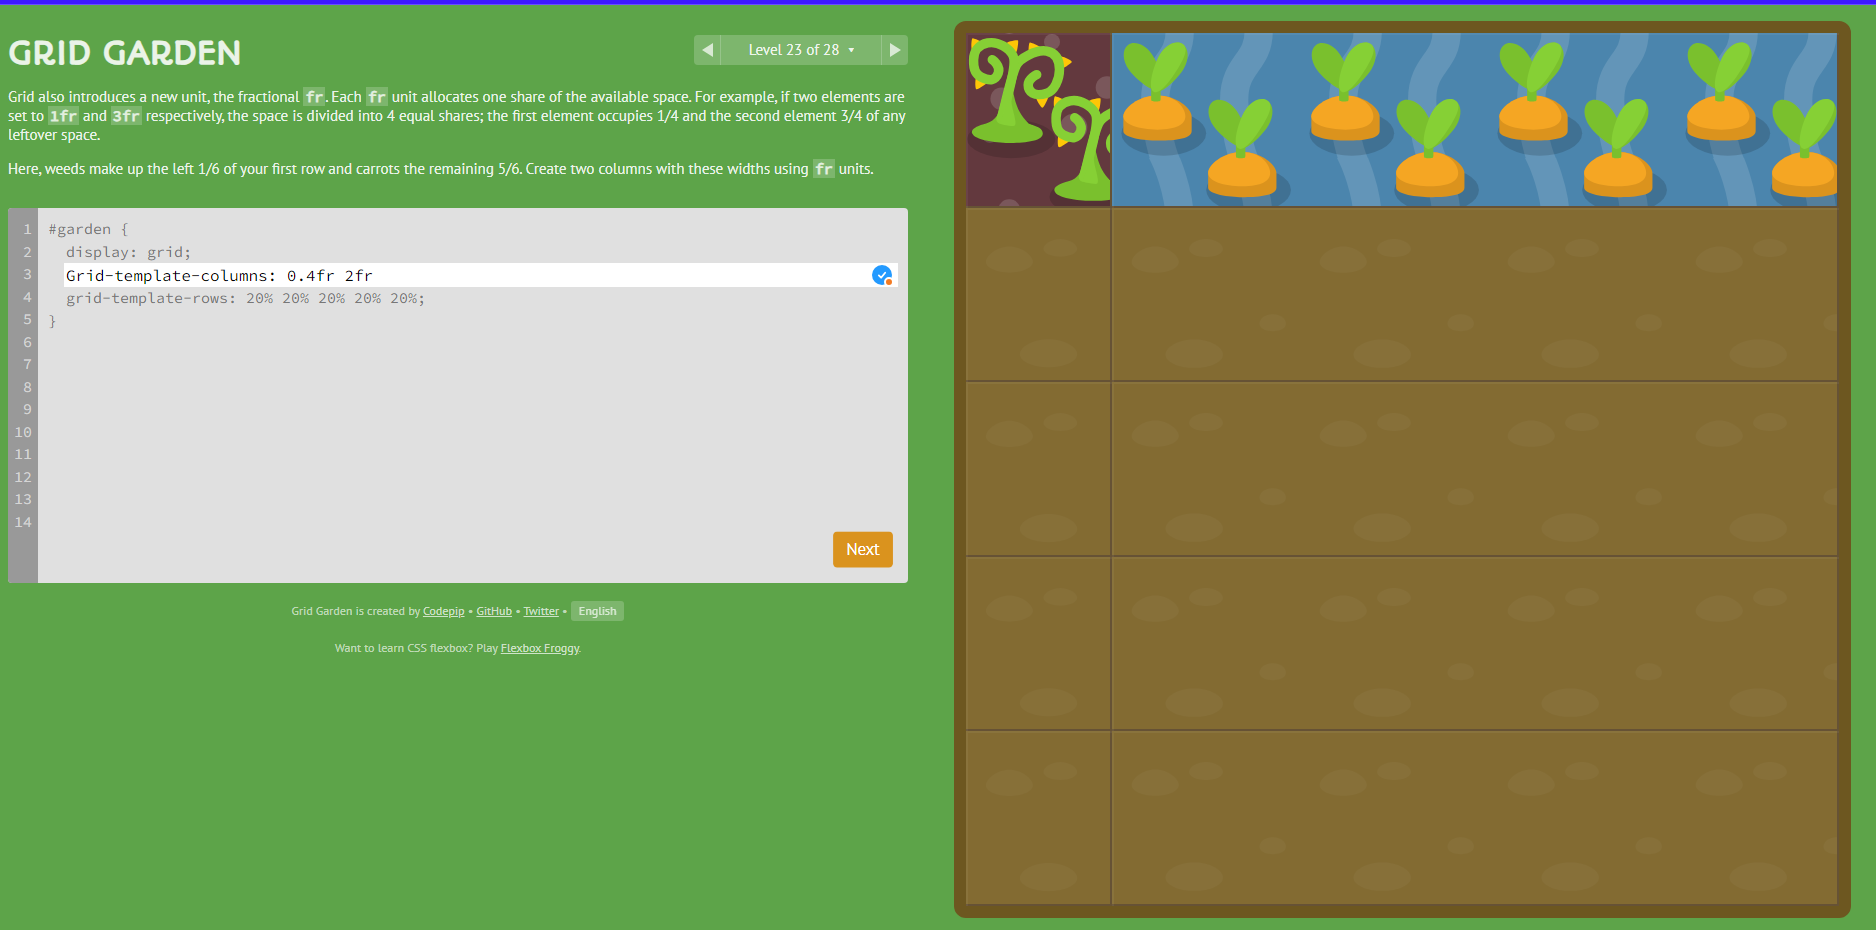 GRID GARDEN
◀ Level 23 of 28 ▾ ▶
Grid also introduces a new unit, the fractional fr. Each fr unit allocates one share of the available space. For example, if two elements are
set to 1fr and 3fr respectively, the space is divided into 4 equal shares; the first element occupies 1/4 and the second element 3/4 of any
leftover space.
Here, weeds make up the left 1/6 of your first row and carrots the remaining 5/6. Create two columns with these widths using fr units.
1 #garden {
2 display: grid;
3 Grid-template-columns: 0.4fr 2fr
4 grid-template-rows: 20% 20% 20% 20% 20%;
5 }
6
7
8
9
10
11
12
13
14
Next
Grid Garden is created by Codepip • GitHub • Twitter • English
Want to learn CSS flexbox? Play Flexbox Froggy.